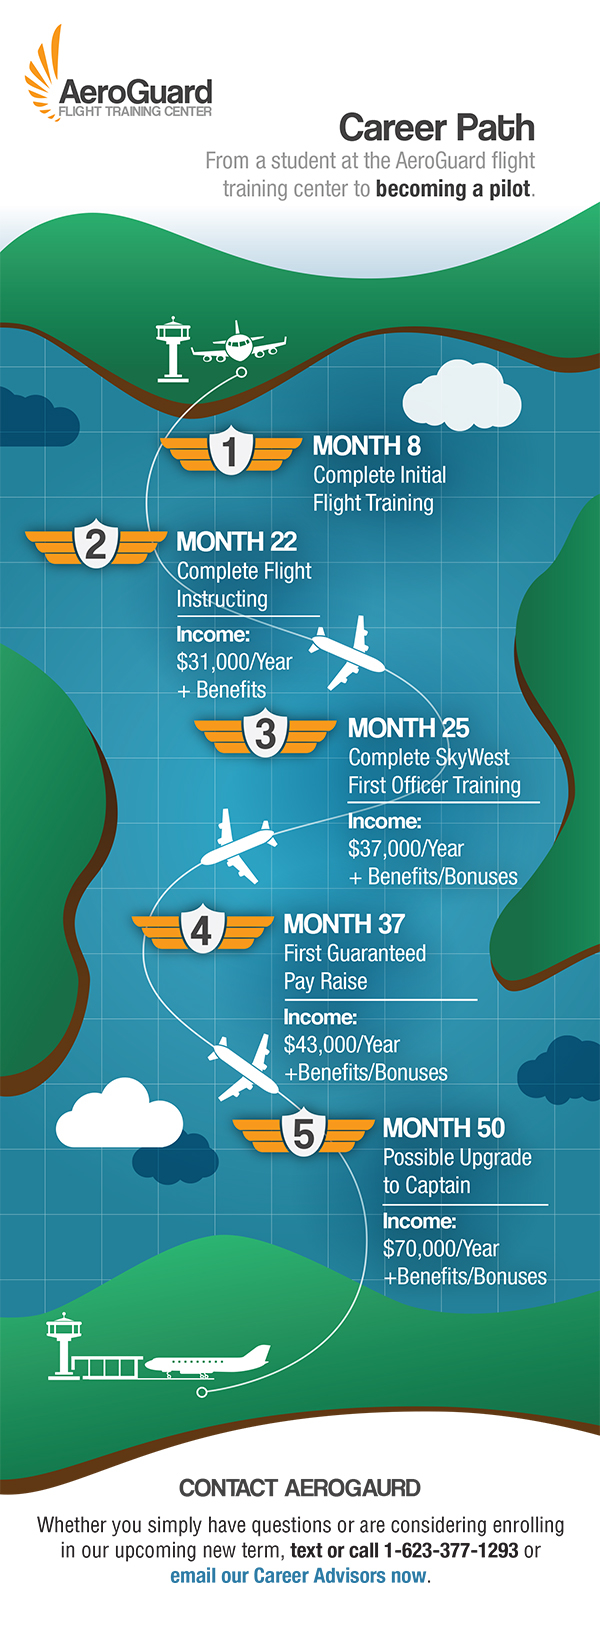 AeroGuard
FLIGHT TRAINING CENTER
Career Path
From a student at the AeroGuard flight
training center to becoming a pilot.
1
MONTH 8
Complete Initial
Flight Training
2
MONTH 22
Complete Flight
Instructing
Income:
$31,000/Year
+ Benefits
3
MONTH 25
Complete SkyWest
First Officer Training
Income:
$37,000/Year
+ Benefits/Bonuses
4
MONTH 37
First Guaranteed
Pay Raise
Income:
$43,000/Year
+Benefits/Bonuses
5
MONTH 50
Possible Upgrade
to Captain
Income:
$70,000/Year
+Benefits/Bonuses
CONTACT AEROGAURD
Whether you simply have questions or are considering enrolling
in our upcoming new term, text or call 1-623-377-1293 or
email our Career Advisors now.